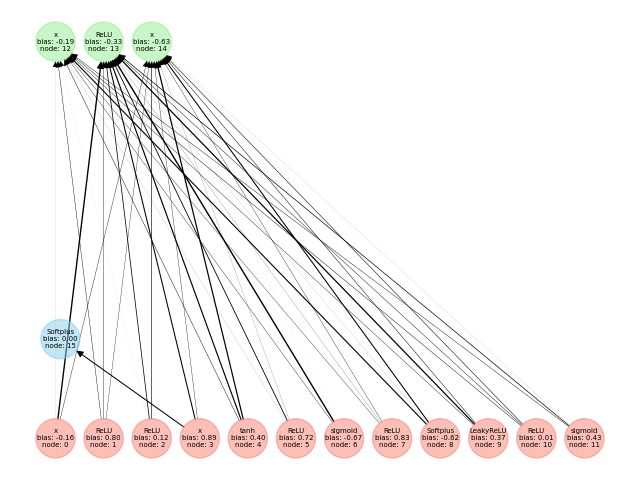 x
bias: -0.19
node: 12
ReLU
bias: -0.33
node: 13
x
bias: -0.63
node: 14
Softplus
bias: 0.00
node: 15
x
bias: -0.16
node: 0
ReLU
bias: 0.80
node: 1
ReLU
bias: 0.12
node: 2
x
bias: 0.89
node: 3
tanh
bias: 0.40
node: 4
ReLU
bias: 0.72
node: 5
sigmoid
bias: -0.67
node: 6
ReLU
bias: 0.83
node: 7
Softplus
bias: -0.62
node: 8
LeakyReLU
bias: 0.37
node: 9
ReLU
bias: 0.01
node: 10
sigmoid
bias: 0.43
node: 11